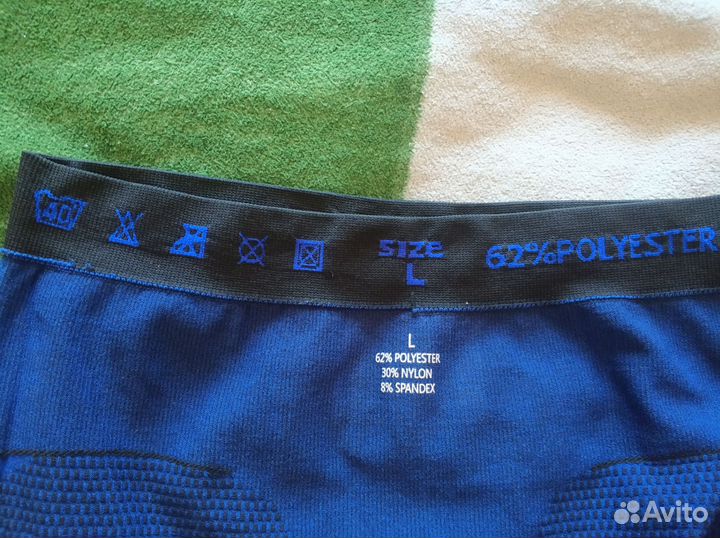 40
SIZE
L
62%POLYESTER
L
62% POLYESTER
30% NYLON
8% SPANDEX
Avito